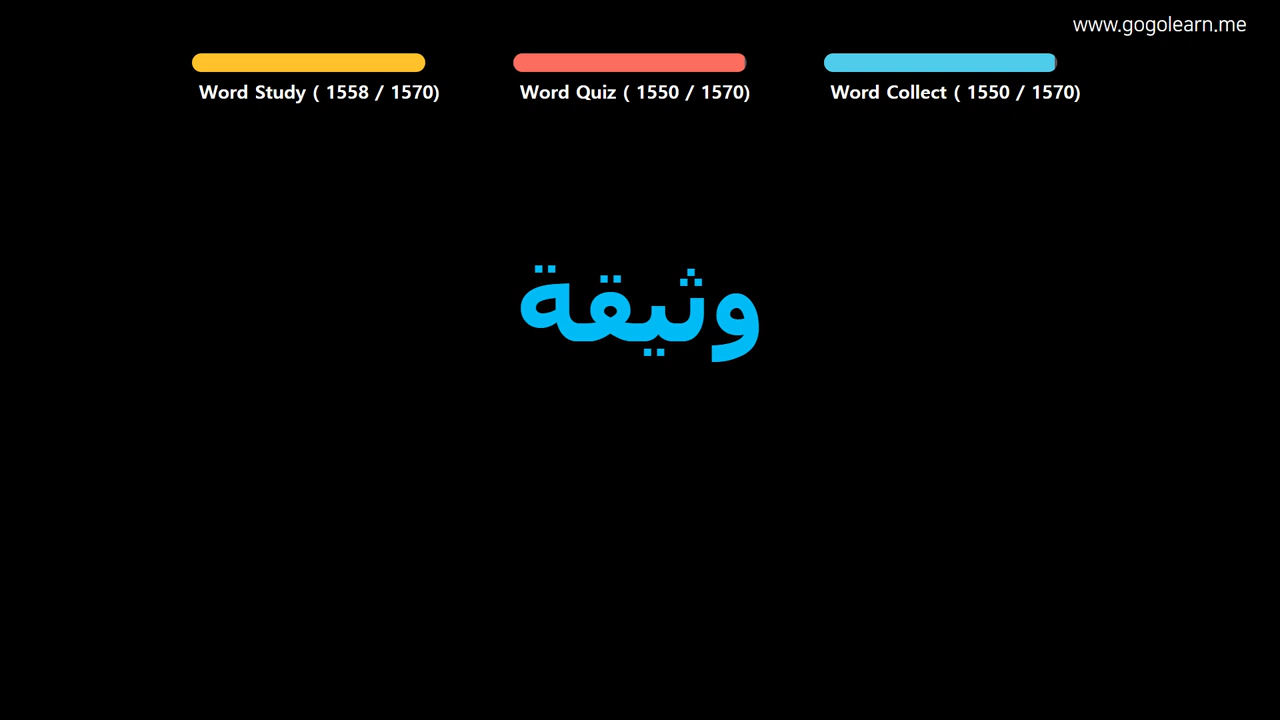 www.gogolearn.me
Word Study ( 1558 / 1570)
Word Quiz ( 1550 / 1570)
Word Collect ( 1550 / 1570)
وثيقة